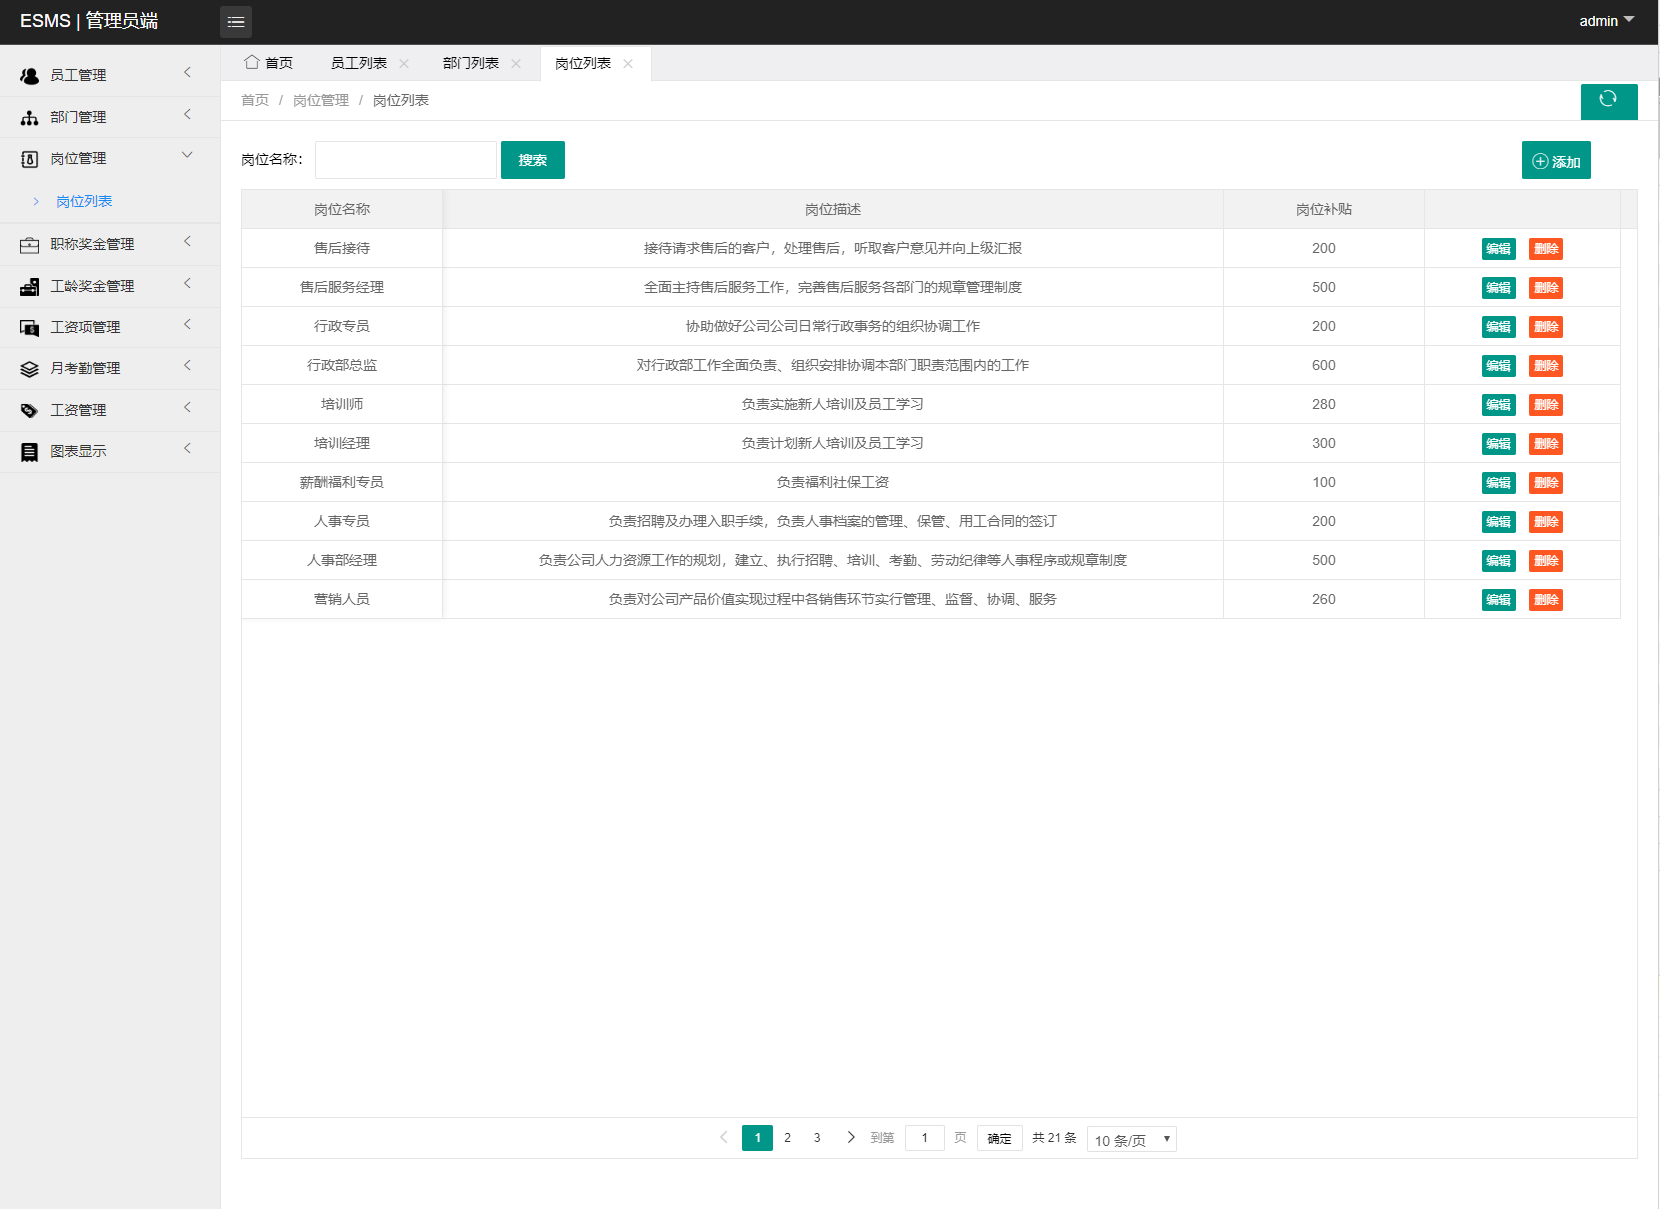 ESMS | 管理员端
admin
员工管理
部门管理
岗位管理
岗位列表
职称奖金管理
工龄奖金管理
工资项管理
月考勤管理
工资管理
图表显示
首页 员工列表 部门列表 岗位列表
首页 / 岗位管理 / 岗位列表
岗位名称： 搜索 添加
岗位名称 岗位描述 岗位补贴
售后接待 接待请求售后的客户，处理售后，听取客户意见并向上级汇报 200 编辑 删除
售后服务经理 全面主持售后服务工作，完善售后服务各部门的规章管理制度 500 编辑 删除
行政专员 协助做好公司公司日常行政事务的组织协调工作 200 编辑 删除
行政部总监 对行政部工作全面负责、组织安排协调本部门职责范围内的工作 600 编辑 删除
培训师 负责实施新人培训及员工学习 280 编辑 删除
培训经理 负责计划新人培训及员工学习 300 编辑 删除
薪酬福利专员 负责福利社保工资 100 编辑 删除
人事专员 负责招聘及办理入职手续，负责人事档案的管理、保管、用工合同的签订 200 编辑 删除
人事部经理 负责公司人力资源工作的规划，建立、执行招聘、培训、考勤、劳动纪律等人事程序或规章制度 500 编辑 删除
营销人员 负责对公司产品价值实现过程中各销售环节实行管理、监督、协调、服务 260 编辑 删除
1 2 3 到第 1 页 确定 共 21 条 10 条/页